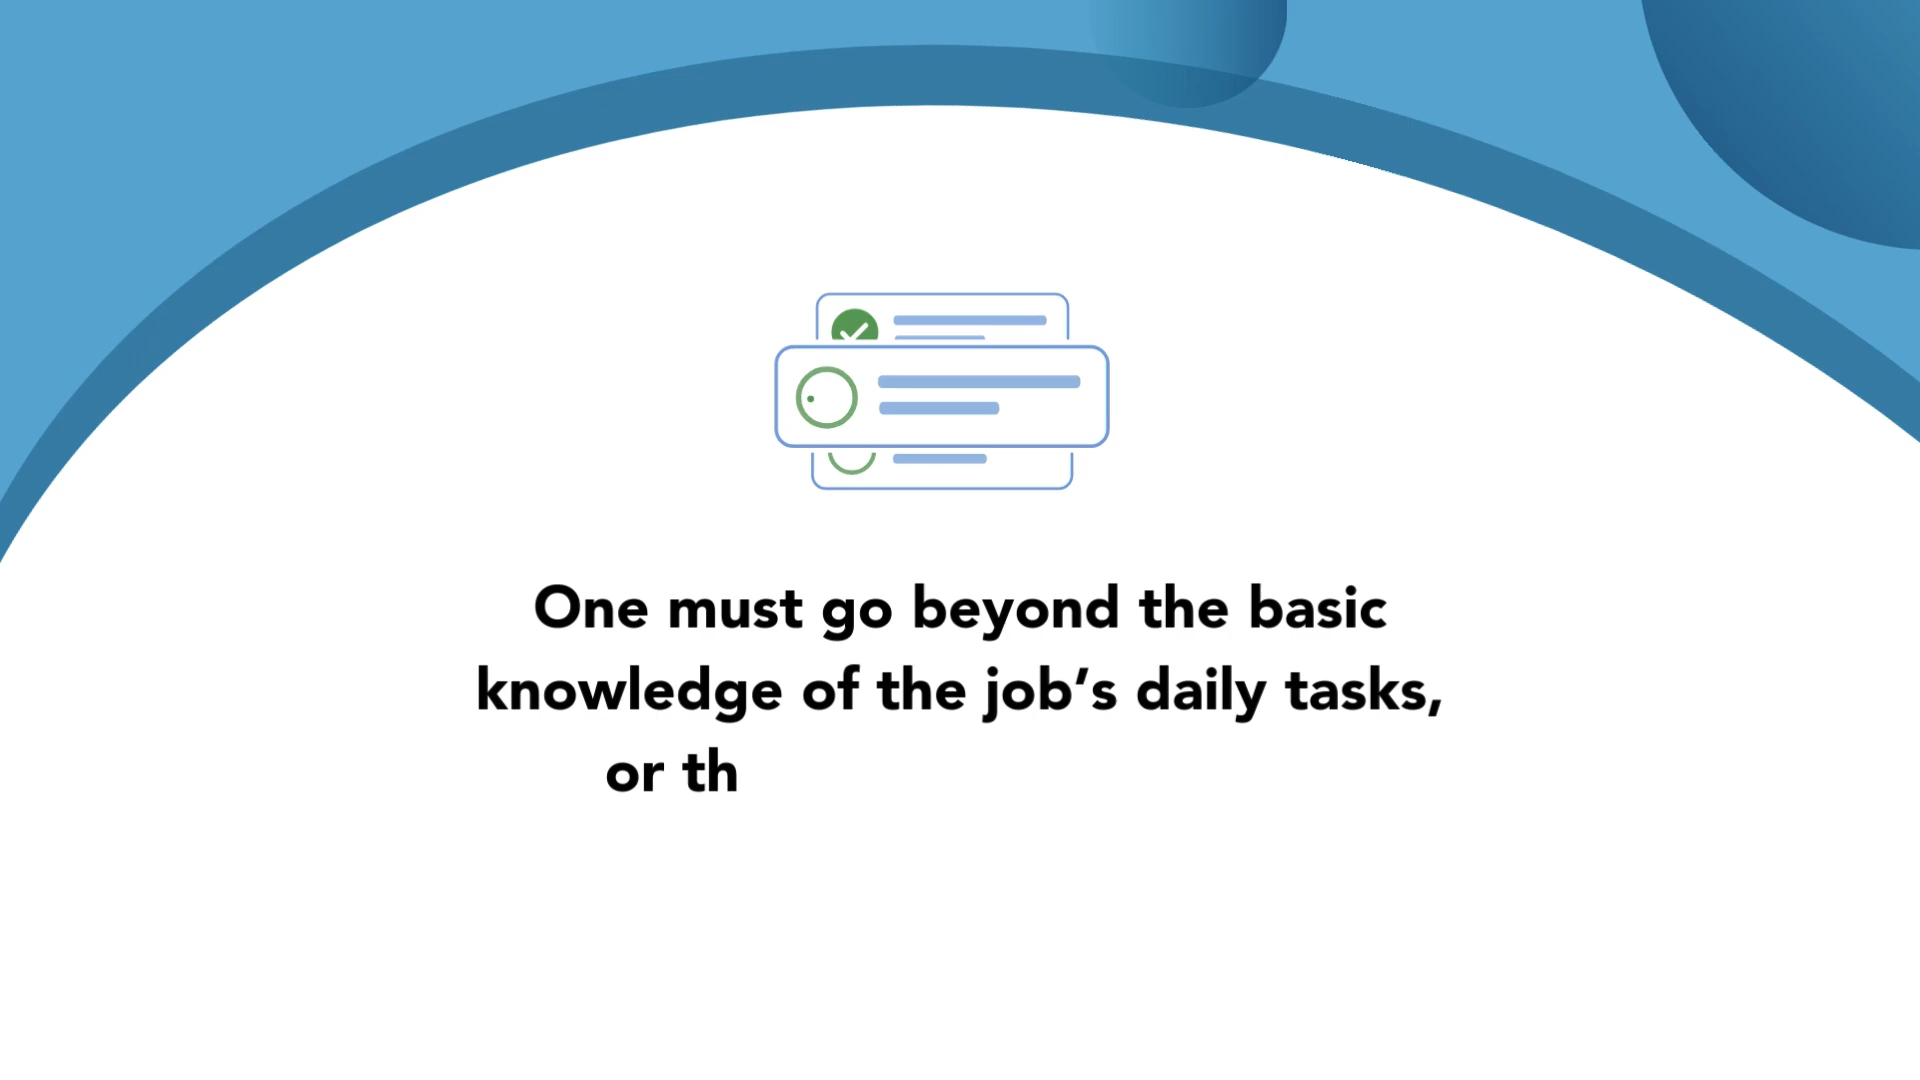 One must go beyond the basic
knowledge of the job’s daily tasks,
or th